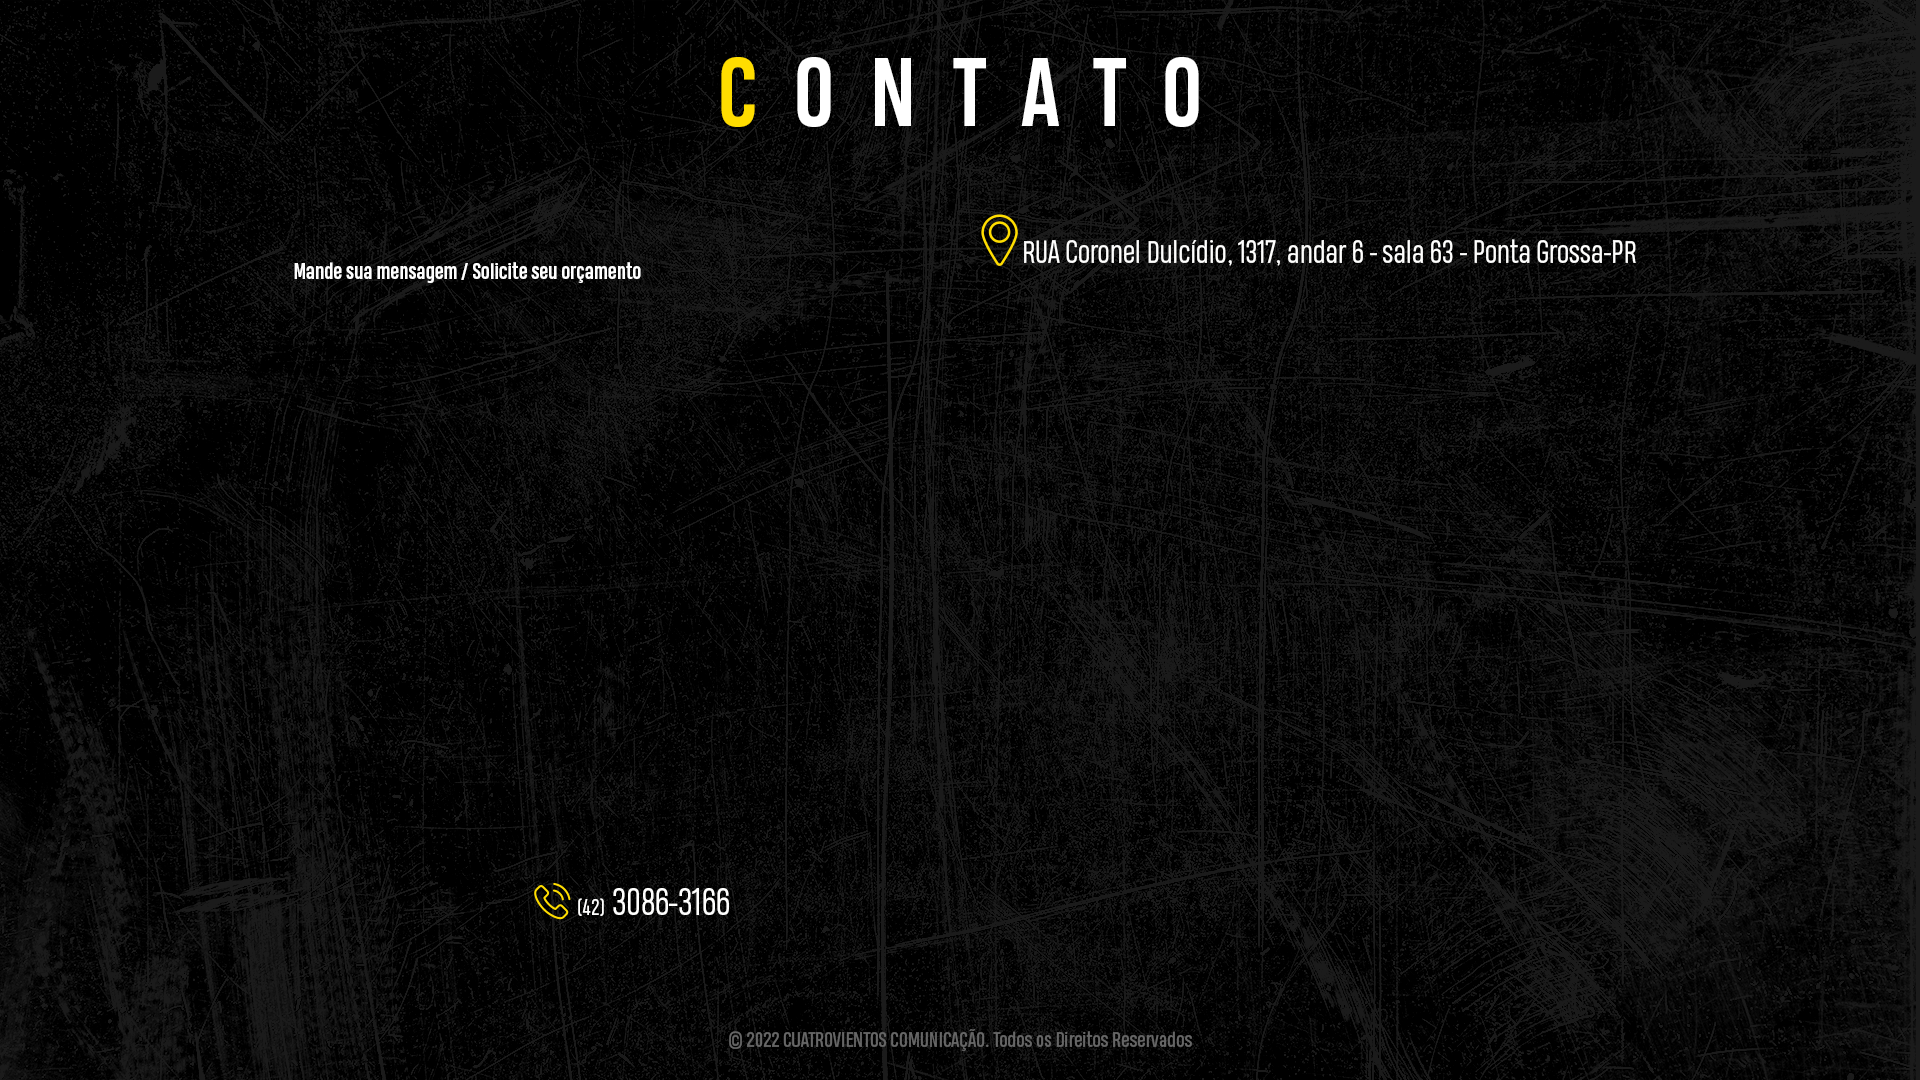 CONTATO
RUA Coronel Dulcídio, 1317, andar 6 - sala 63 - Ponta Grossa-PR
Mande sua mensagem / Solicite seu orçamento
(42) 3086-3166
© 2022 CUATROVIENTOS COMUNICAÇÃO. Todos os Direitos Reservados